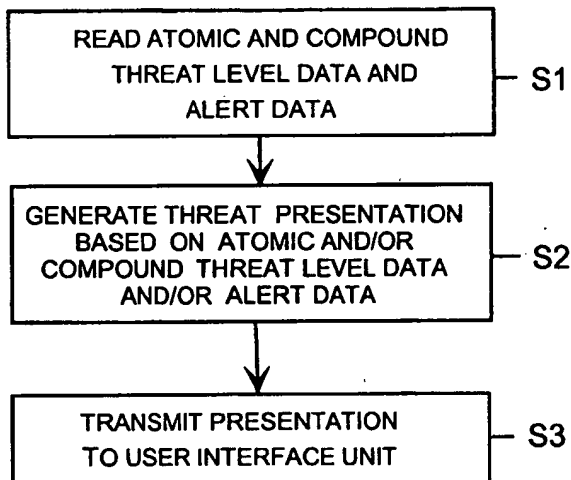 READ ATOMIC AND COMPOUND
THREAT LEVEL DATA AND
ALERT DATA
S1
GENERATE THREAT PRESENTATION
BASED ON ATOMIC AND/OR
COMPOUND THREAT LEVEL DATA
AND/OR ALERT DATA
S2
TRANSMIT PRESENTATION
TO USER INTERFACE UNIT
S3